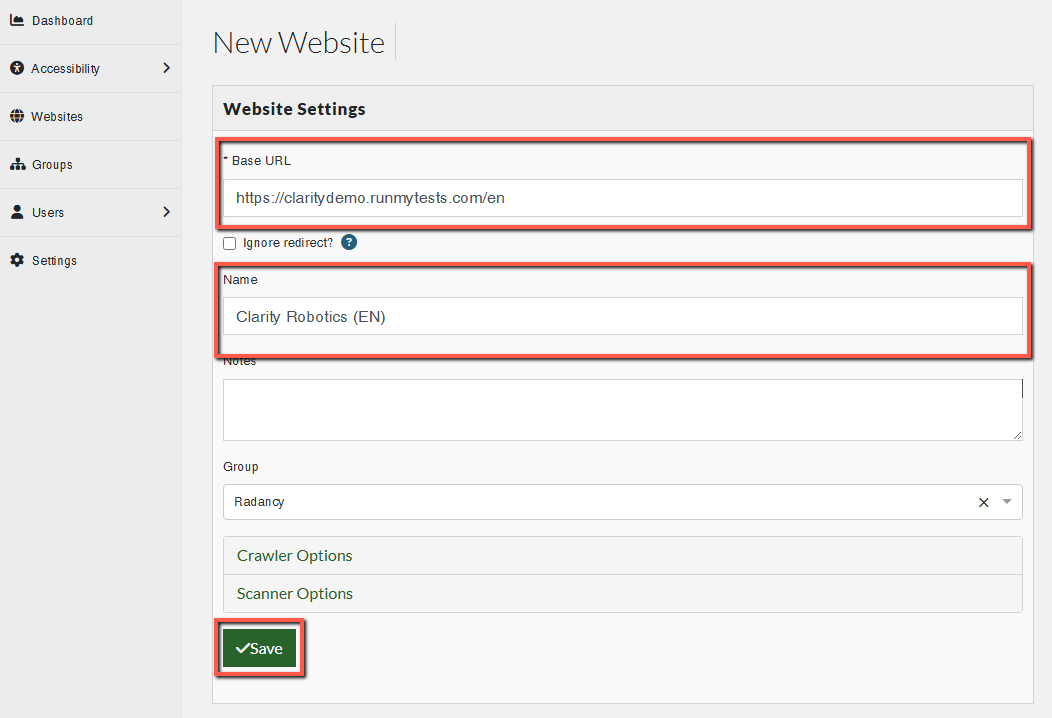 Dashboard
Accessibility
Websites
Groups
Users
Settings
New Website
Website Settings
* Base URL
https://claritydemo.runmytests.com/en
Ignore redirect? ?
Name
Clarity Robotics (EN)
Notes
Group
Radancy
Crawler Options
Scanner Options
Save